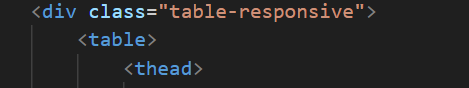 <div class="table-responsive">
<table>
<thead>